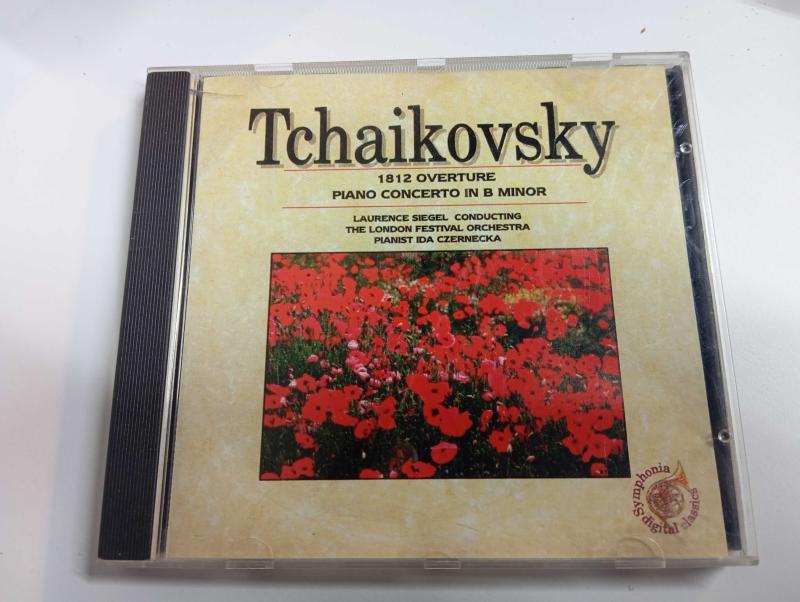 Tchaikovsky
1812 OVERTURE
PIANO CONCERTO IN B MINOR
LAURENCE SIEGEL CONDUCTING
THE LONDON FESTIVAL ORCHESTRA
PIANIST IDA CZERNECKA
Symphonia
digital classics